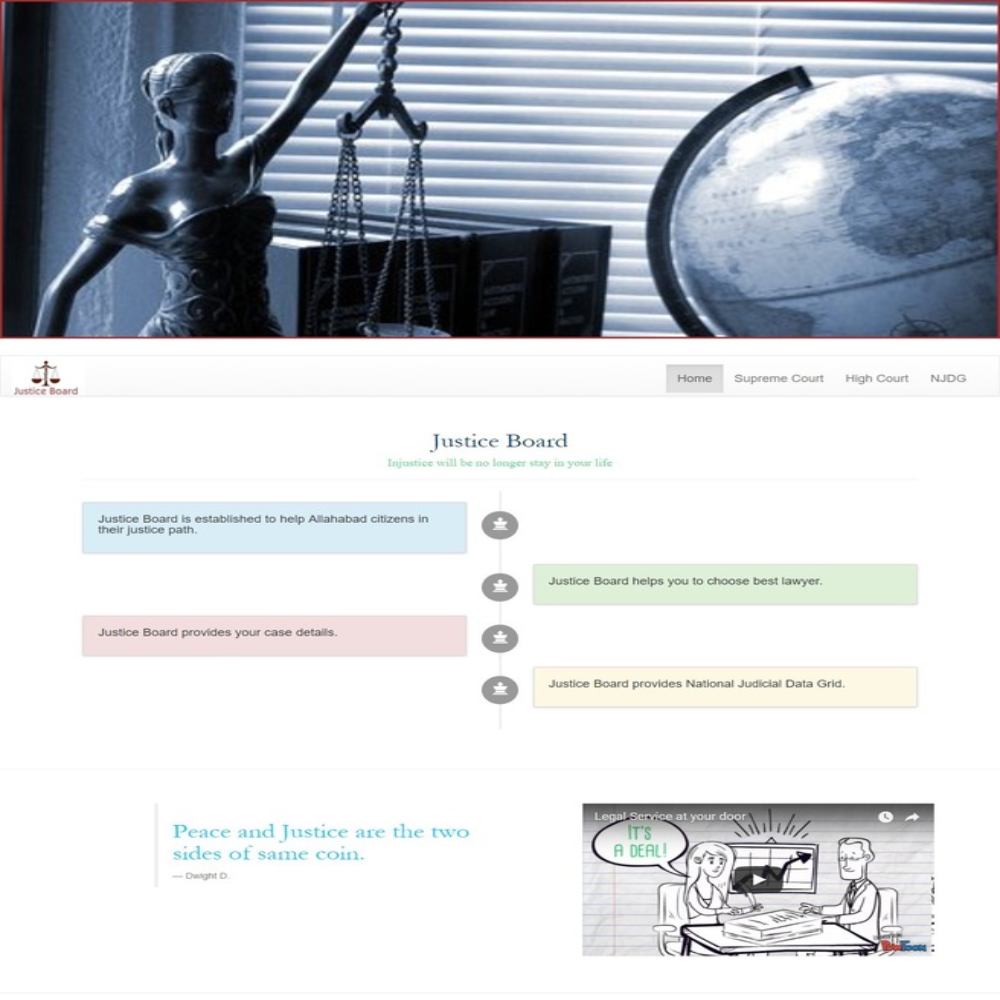 Justice Board
Home Supreme Court High Court NJDG
Justice Board
Injustice will be no longer stay in your life
Justice Board is established to help Allahabad citizens in
their justice path.
Justice Board helps you to choose best lawyer.
Justice Board provides your case details.
Justice Board provides National Judicial Data Grid.
Peace and Justice are the two
sides of same coin.
— Dwight D.
Legal Service at your door
IT'S
A DEAL!
PowToon